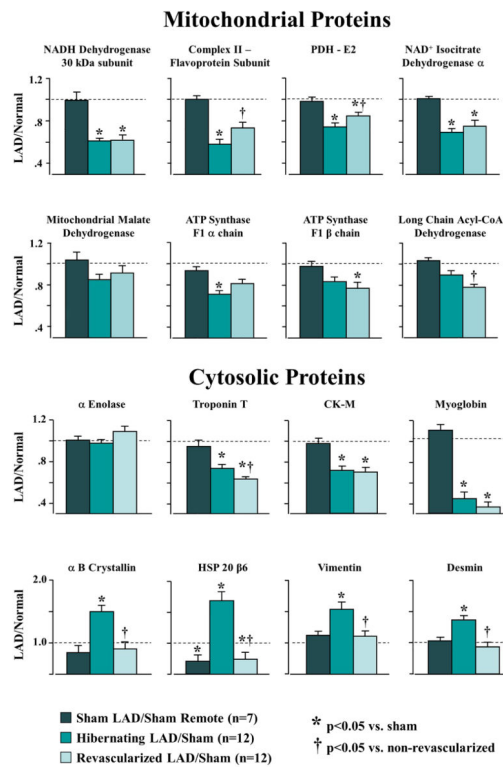 Mitochondrial Proteins
NADH Dehydrogenase
30 kaDa subunit
Complex II –
Flavoprotein Subunit
PDH - E2
NAD⁺ Isocitrate
Dehydrogenase α
LAD/Normal
1.2
.8
.4
*
*
*
†
*
*†
*
*
Mitochondrial Malate
Dehydrogenase
ATP Synthase
F1 α chain
ATP Synthase
F1 β chain
Long Chain Acyl-CoA
Dehydrogenase
LAD/Normal
1.2
.8
.4
*
*
†
Cytosolic Proteins
α Enolase
Troponin T
CK-M
Myoglobin
LAD/Normal
1.2
.8
.4
*
*†
*
*
*
*
α B Crystallin
HSP 20 β6
Vimentin
Desmin
LAD/Normal
2.0
1.0
*
†
*
*
*†
*
†
*
†
Sham LAD/Sham Remote (n=7)
Hibernating LAD/Sham (n=12)
Revascularized LAD/Sham (n=12)
* p<0.05 vs. sham
† p<0.05 vs. non-revascularized